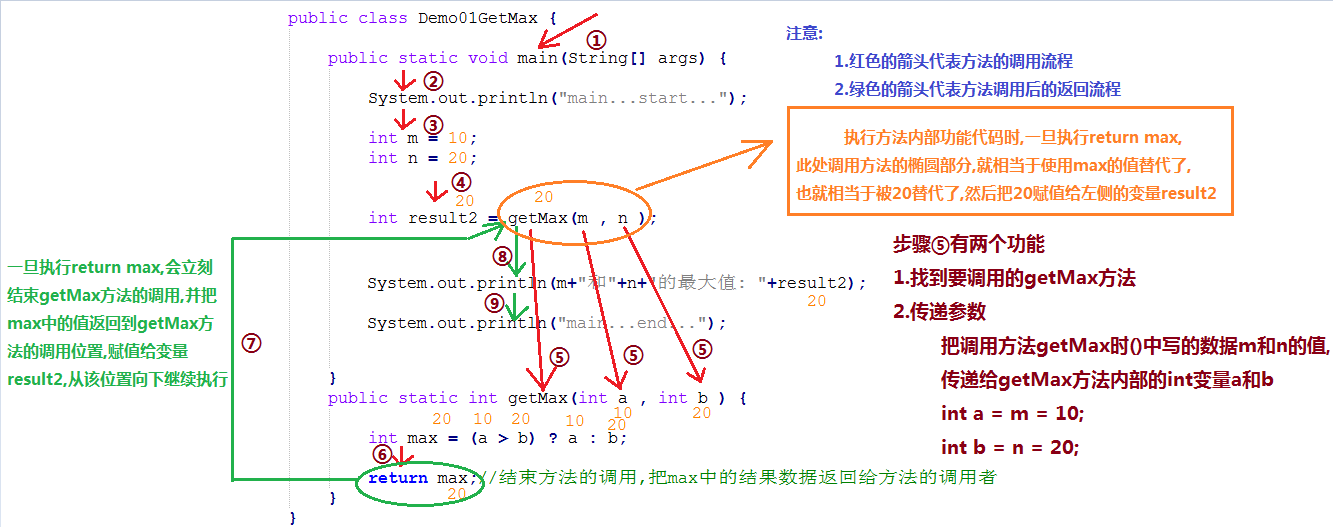 public class Demo01GetMax {
①
注意:
public static void main(String[] args) {
1.红色的箭头代表方法的调用流程
②
2.绿色的箭头代表方法调用后的返回流程
System.out.println("main...start...");
③
int m = 10;
int n = 20;
执行方法内部功能代码时,一旦执行return max,
此处调用方法的椭圆部分,就相当于使用max的值替代了,
也就相当于被20替代了,然后把20赋值给左侧的变量result2
④
20
20
int result2 = getMax(m , n );
步骤⑤有两个功能
1.找到要调用的getMax方法
2.传递参数
把调用方法getMax时()中写的数据m和n的值,
传递给getMax方法内部的int变量a和b
int a = m = 10;
int b = n = 20;
⑧
一旦执行return max,会立刻
结束getMax方法的调用,并把
max中的值返回到getMax方
法的调用位置,赋值给变量
result2,从该位置向下继续执行
⑦
System.out.println(m+"和"+n+"的最大值: "+result2);
20
⑨
System.out.println("main...end...");
⑤ ⑤ ⑤
}
public static int getMax(int a , int b ) {
10 20
20 10 20 10 20
int max = (a > b) ? a : b;
⑥
return max;//结束方法的调用,把max中的结果数据返回给方法的调用者
20
}
}